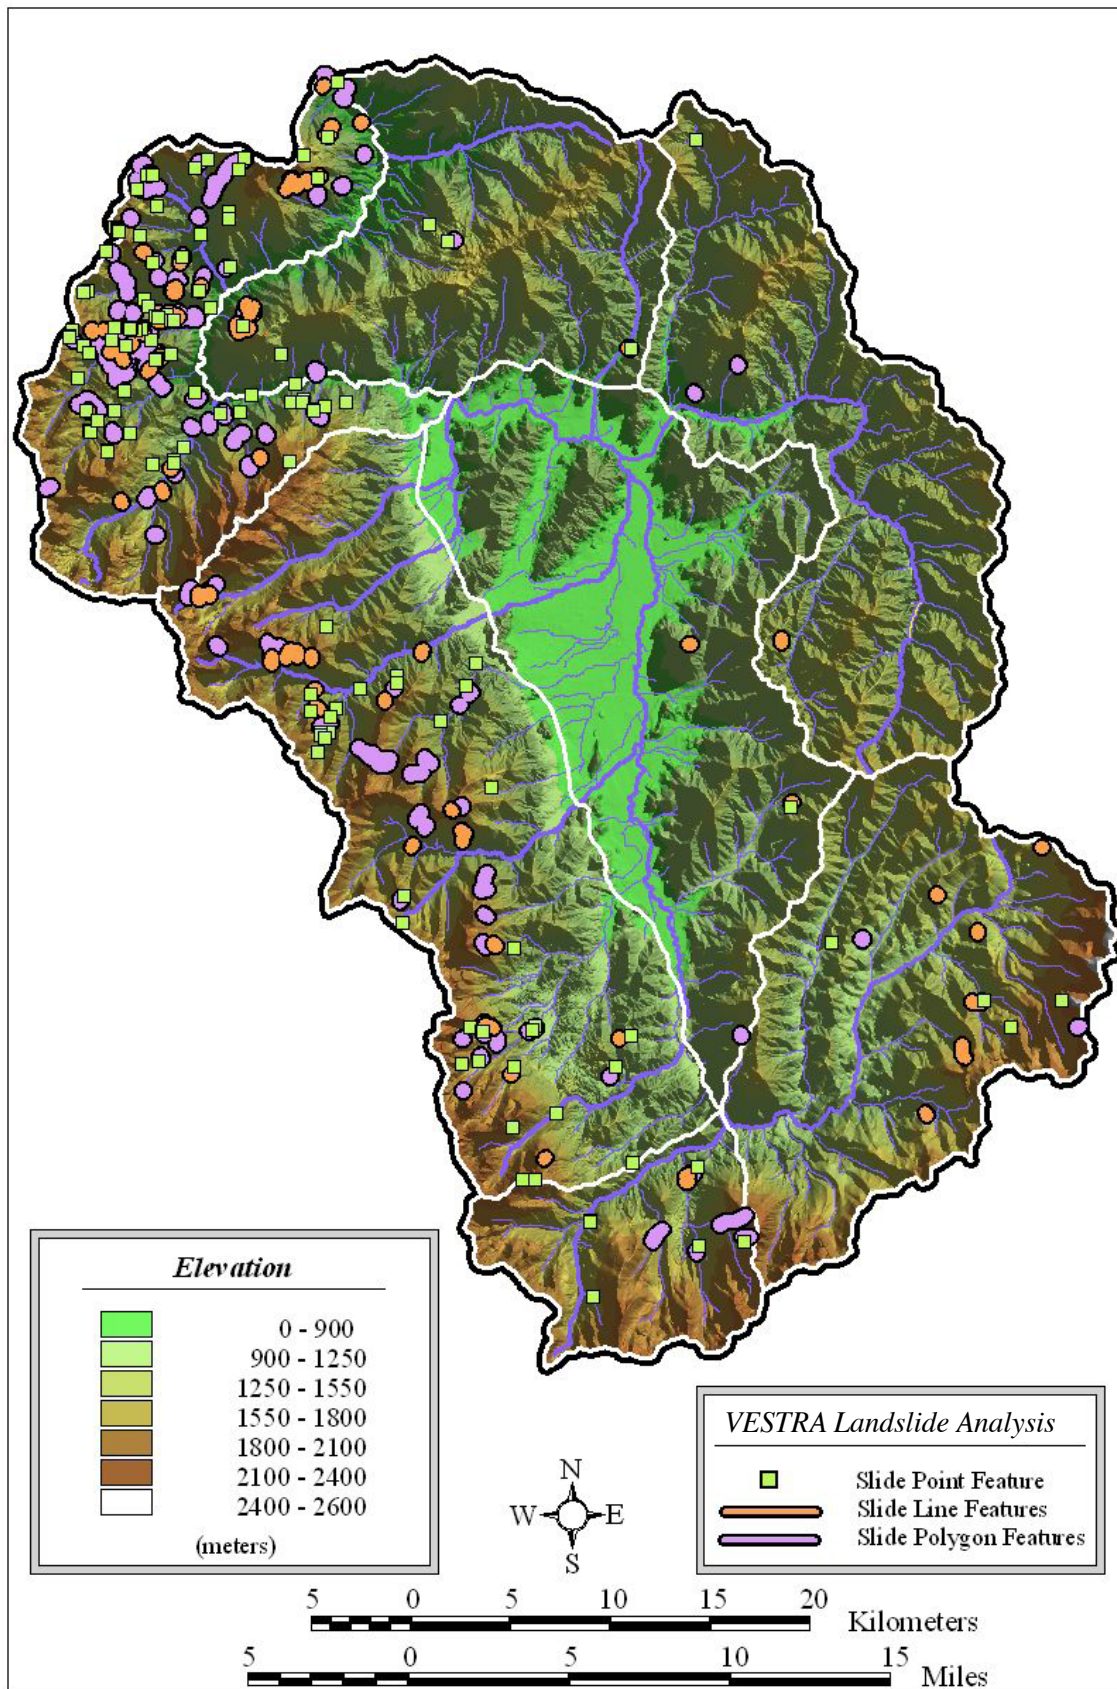 Elevation
0 - 900
900 - 1250
1250 - 1550
1550 - 1800
1800 - 2100
2100 - 2400
2400 - 2600
(meters)
VESTRA Landslide Analysis
Slide Point Feature
Slide Line Features
Slide Polygon Features
N
W E
S
5 0 5 10 15 20
Kilometers
5 0 5 10 15
Miles